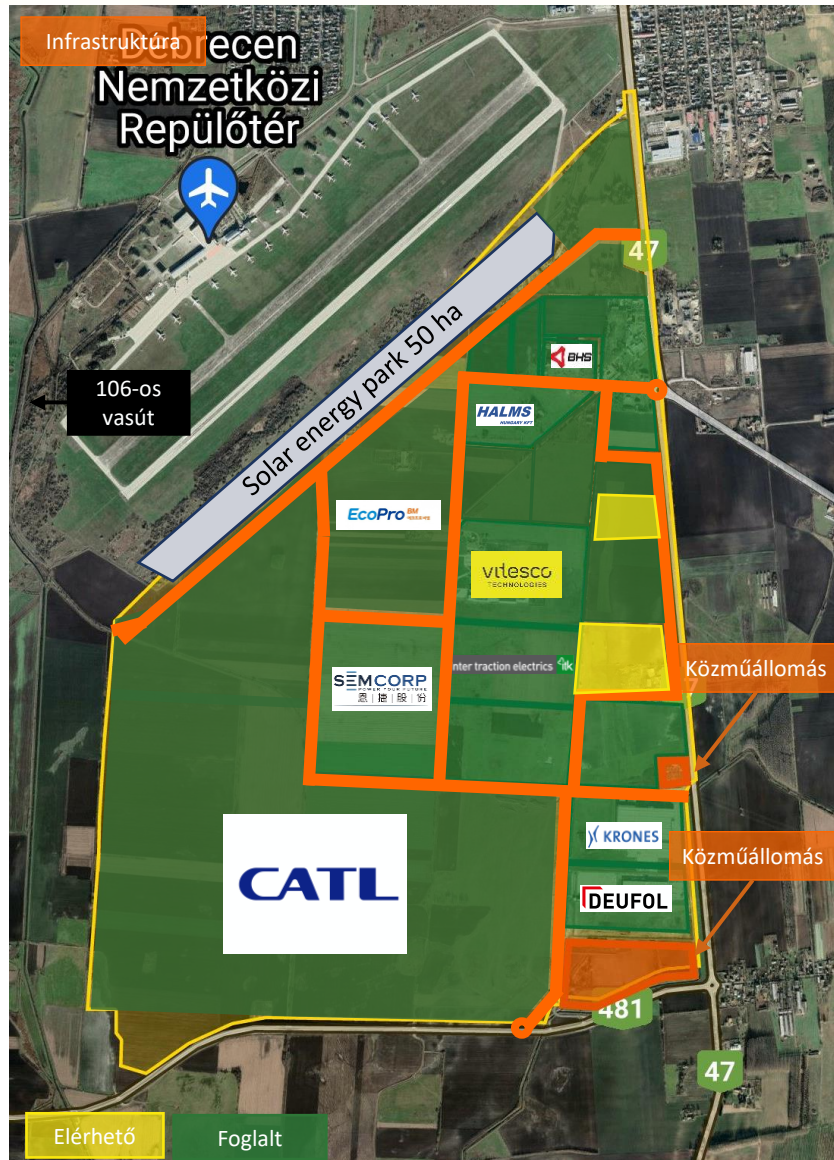 Infrastruktúra
Debrecen
Nemzetközi
Repülőtér
47
Solar energy park 50 ha
106-os
vasút
BHS
HALMS
HUNGARY KFT
EcoPro BM
vitesco
TECHNOLOGIES
nter traction electrics itk
SEMCORP
POWER YOUR FUTURE
恩捷股份
Közműállomás
7
KRONES
Közműállomás
CATL
DEUFOL
481
47
Elérhető
Foglalt